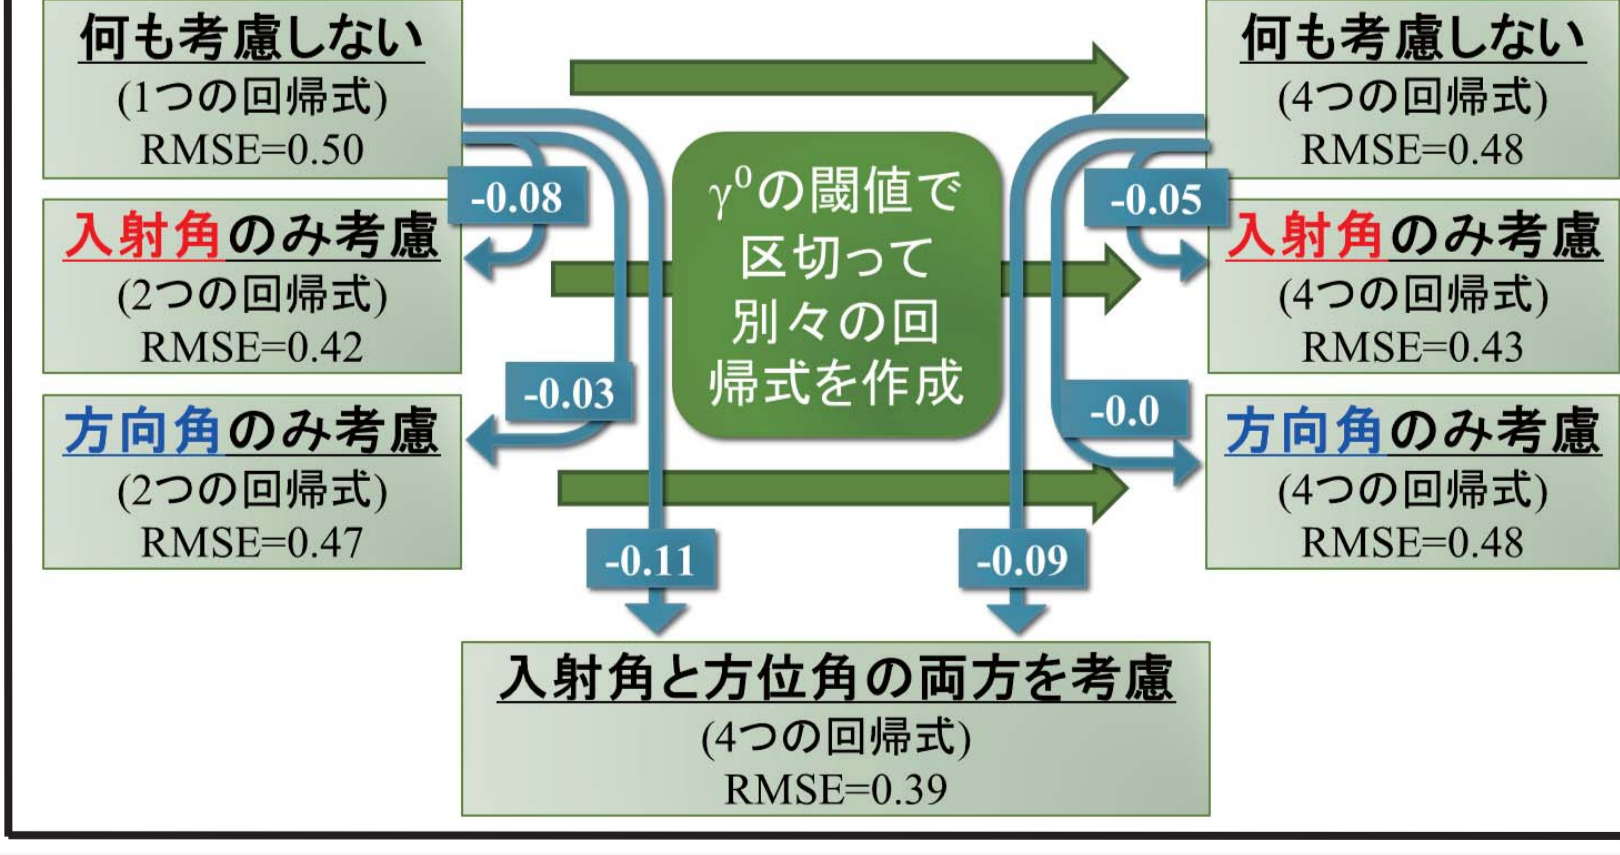 何も考慮しない
(1つの回帰式)
RMSE=0.50
入射角のみ考慮
(2つの回帰式)
RMSE=0.42
方向角のみ考慮
(2つの回帰式)
RMSE=0.47
-0.08
-0.03
-0.11
γ⁰の閾値で
区切って
別々の回
帰式を作成
-0.05
-0.0
-0.09
何も考慮しない
(4つの回帰式)
RMSE=0.48
入射角のみ考慮
(4つの回帰式)
RMSE=0.43
方向角のみ考慮
(4つの回帰式)
RMSE=0.48
入射角と方位角の両方を考慮
(4つの回帰式)
RMSE=0.39